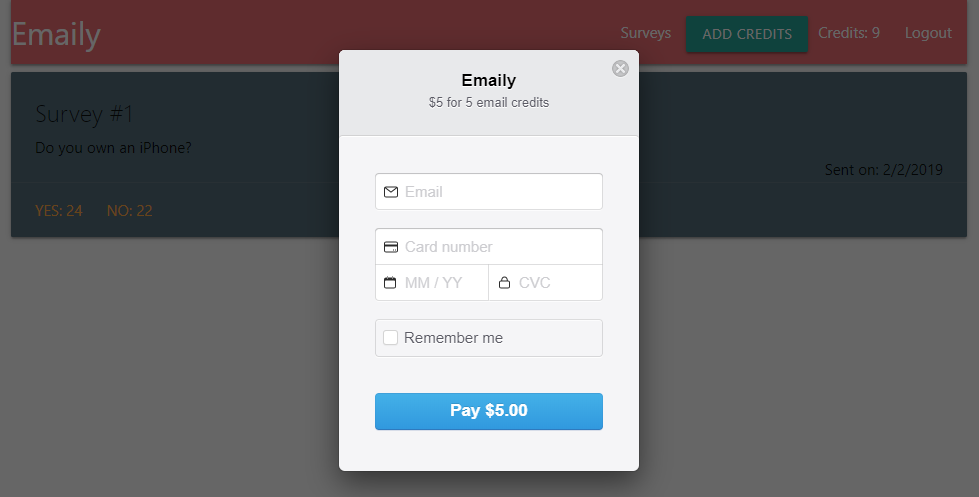 Emaily
Surveys ADD CREDITS Credits: 9 Logout
Emaily
$5 for 5 email credits
Survey #1
Do you own an iPhone?
Sent on: 2/2/2019
YES: 24 NO: 22
Email
Card number
MM / YY CVC
Remember me
Pay $5.00